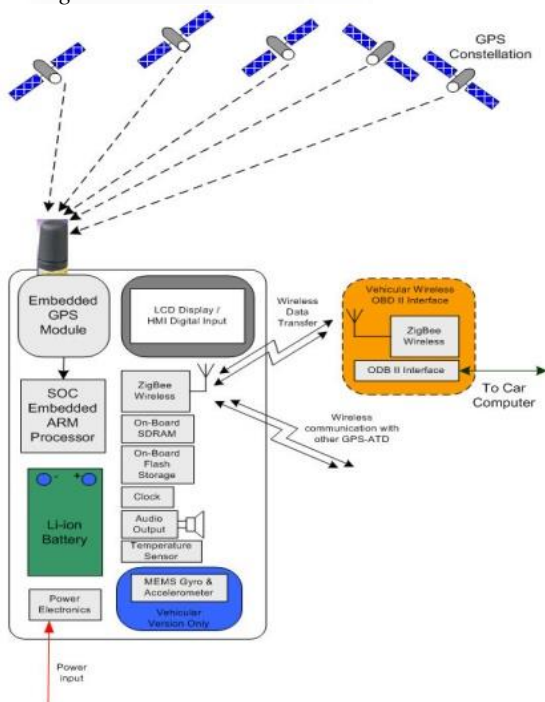 GPS
Constellation
Embedded
GPS
Module
LCD Display /
HMI Digital Input
SOC
Embedded
ARM
Processor
ZigBee
Wireless
On-Board
SDRAM
On-Board
Flash
Storage
Clock
Audio
Output
Temperature
Sensor
- +
Li-ion
Battery
Power
Electronics
MEMS Gyro &
Accelerometer
Vehicular
Version Only
Power
input
Wireless
Data
Transfer
Wireless
communication with
other GPS-ATD
Vehicular Wireless
OBD II Interface
ZigBee
Wireless
ODB II Interface
To Car
Computer